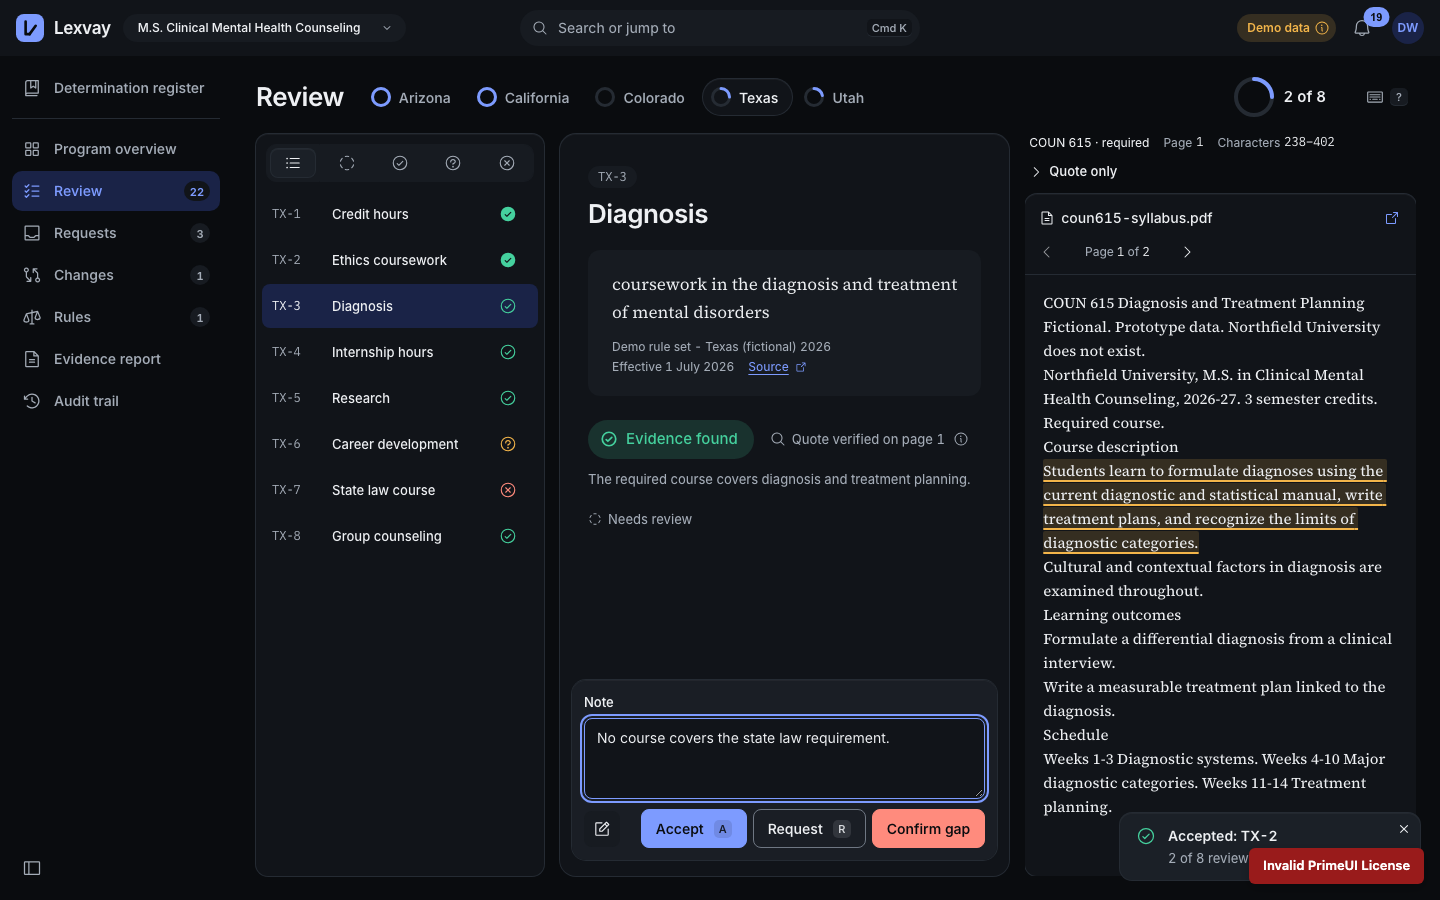 Lexvay
M.S. Clinical Mental Health Counseling
Search or jump to
Cmd K
Demo data
19
DW
Determination register
Program overview
Review
22
Requests
3
Changes
1
Rules
1
Evidence report
Audit trail
Review
Arizona
California
Colorado
Texas
Utah
2 of 8
?
TX-1 Credit hours
TX-2 Ethics coursework
TX-3 Diagnosis
TX-4 Internship hours
TX-5 Research
TX-6 Career development
TX-7 State law course
TX-8 Group counseling
TX-3
Diagnosis
coursework in the diagnosis and treatment
of mental disorders
Demo rule set - Texas (fictional) 2026
Effective 1 July 2026 Source
Evidence found
Quote verified on page 1
The required course covers diagnosis and treatment planning.
Needs review
Note
No course covers the state law requirement.
Accept A
Request R
Confirm gap
COUN 615 · required Page 1 Characters 238–402
Quote only
coun615-syllabus.pdf
Page 1 of 2
COUN 615 Diagnosis and Treatment Planning
Fictional. Prototype data. Northfield University
does not exist.
Northfield University, M.S. in Clinical Mental
Health Counseling, 2026-27. 3 semester credits.
Required course.
Course description
Students learn to formulate diagnoses using the
current diagnostic and statistical manual, write
treatment plans, and recognize the limits of
diagnostic categories.
Cultural and contextual factors in diagnosis are
examined throughout.
Learning outcomes
Formulate a differential diagnosis from a clinical
interview.
Write a measurable treatment plan linked to the
diagnosis.
Schedule
Weeks 1-3 Diagnostic systems. Weeks 4-10 Major
diagnostic categories. Weeks 11-14 Treatment
planning.
Accepted: TX-2
2 of 8 review
Invalid PrimeUI License